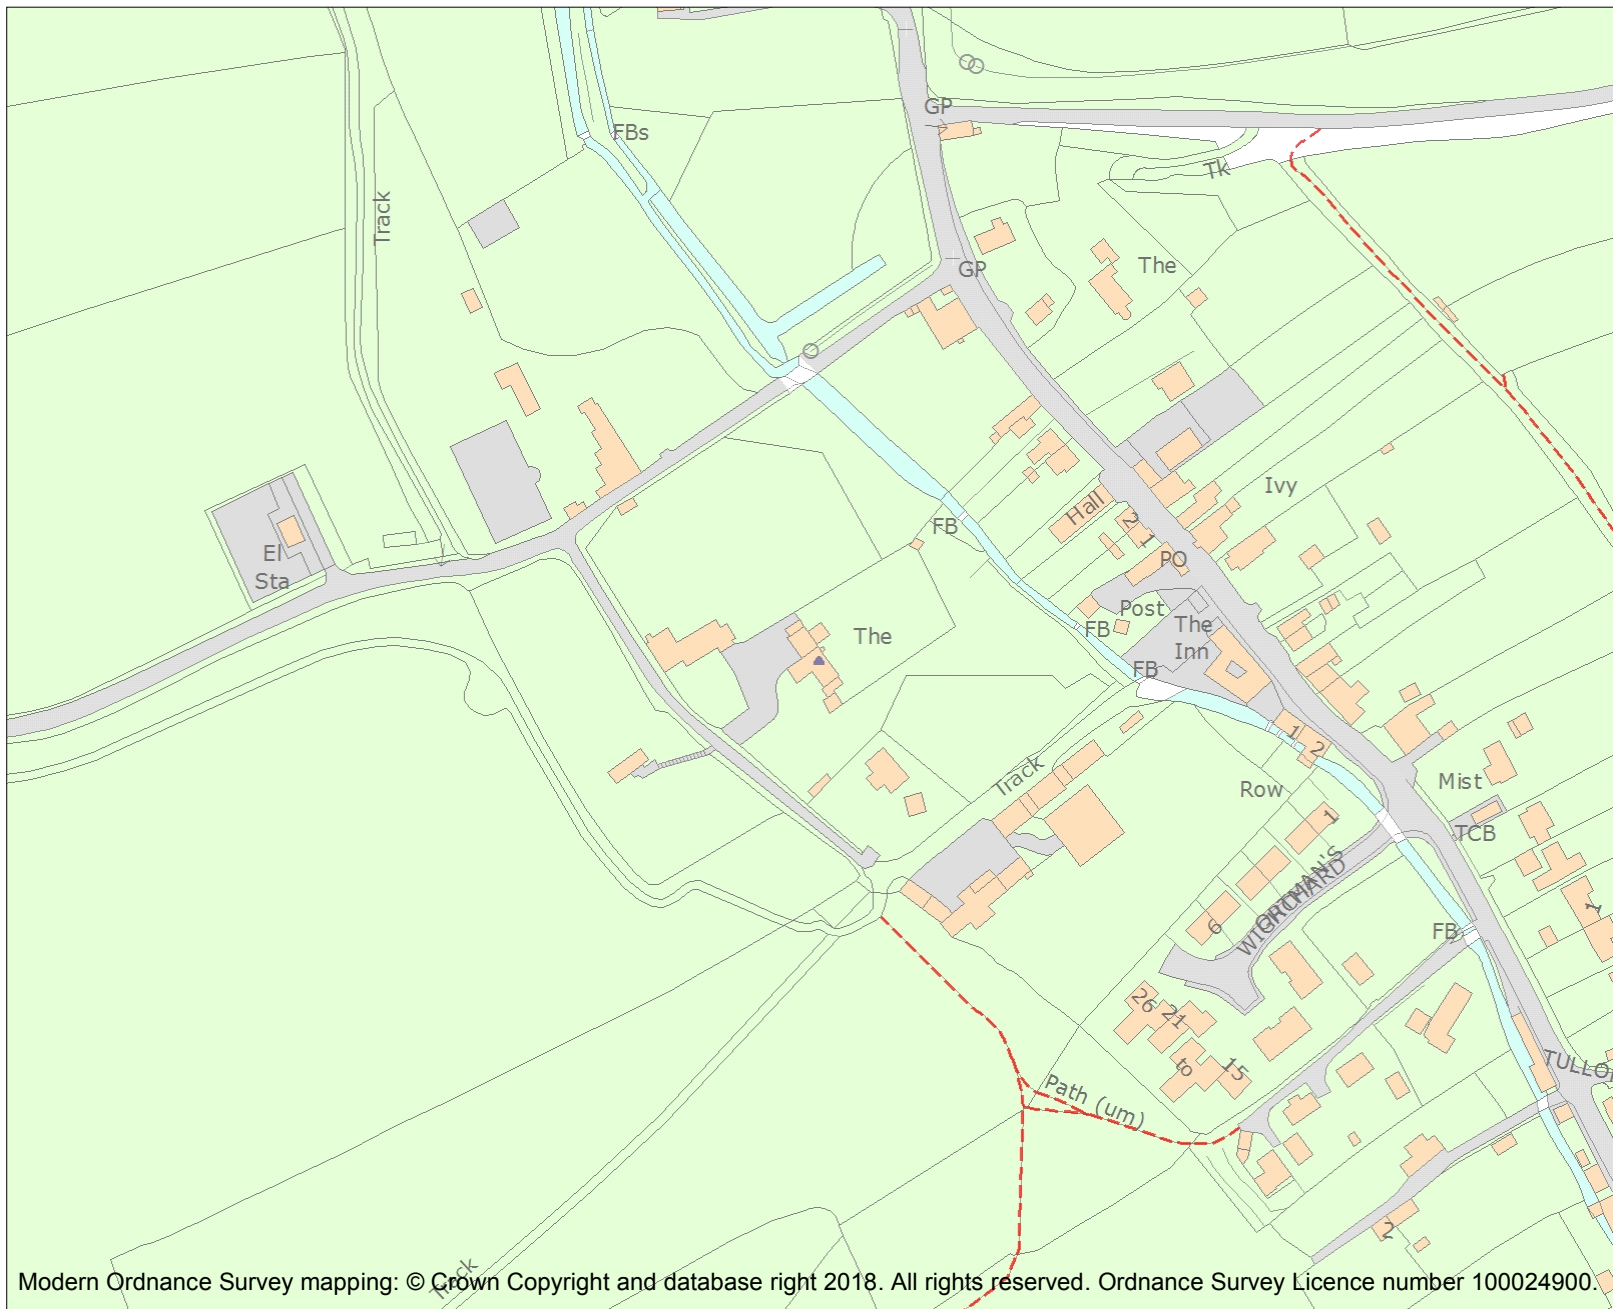 GP
FBs
Tk
Track
GP
The
Ivy
Hall
2
1
FB
PO
El
Sta
Post
The
Inn
FB
The
FB
1
2
Track
Row
Mist
1
TCB
WIGHTMAN'S
ORCHARD
1
6
FB
26
21
to
15
TULLO
Path (um)
2
Track
Modern Ordnance Survey mapping: © Crown Copyright and database right 2018. All rights reserved. Ordnance Survey Licence number 100024900.